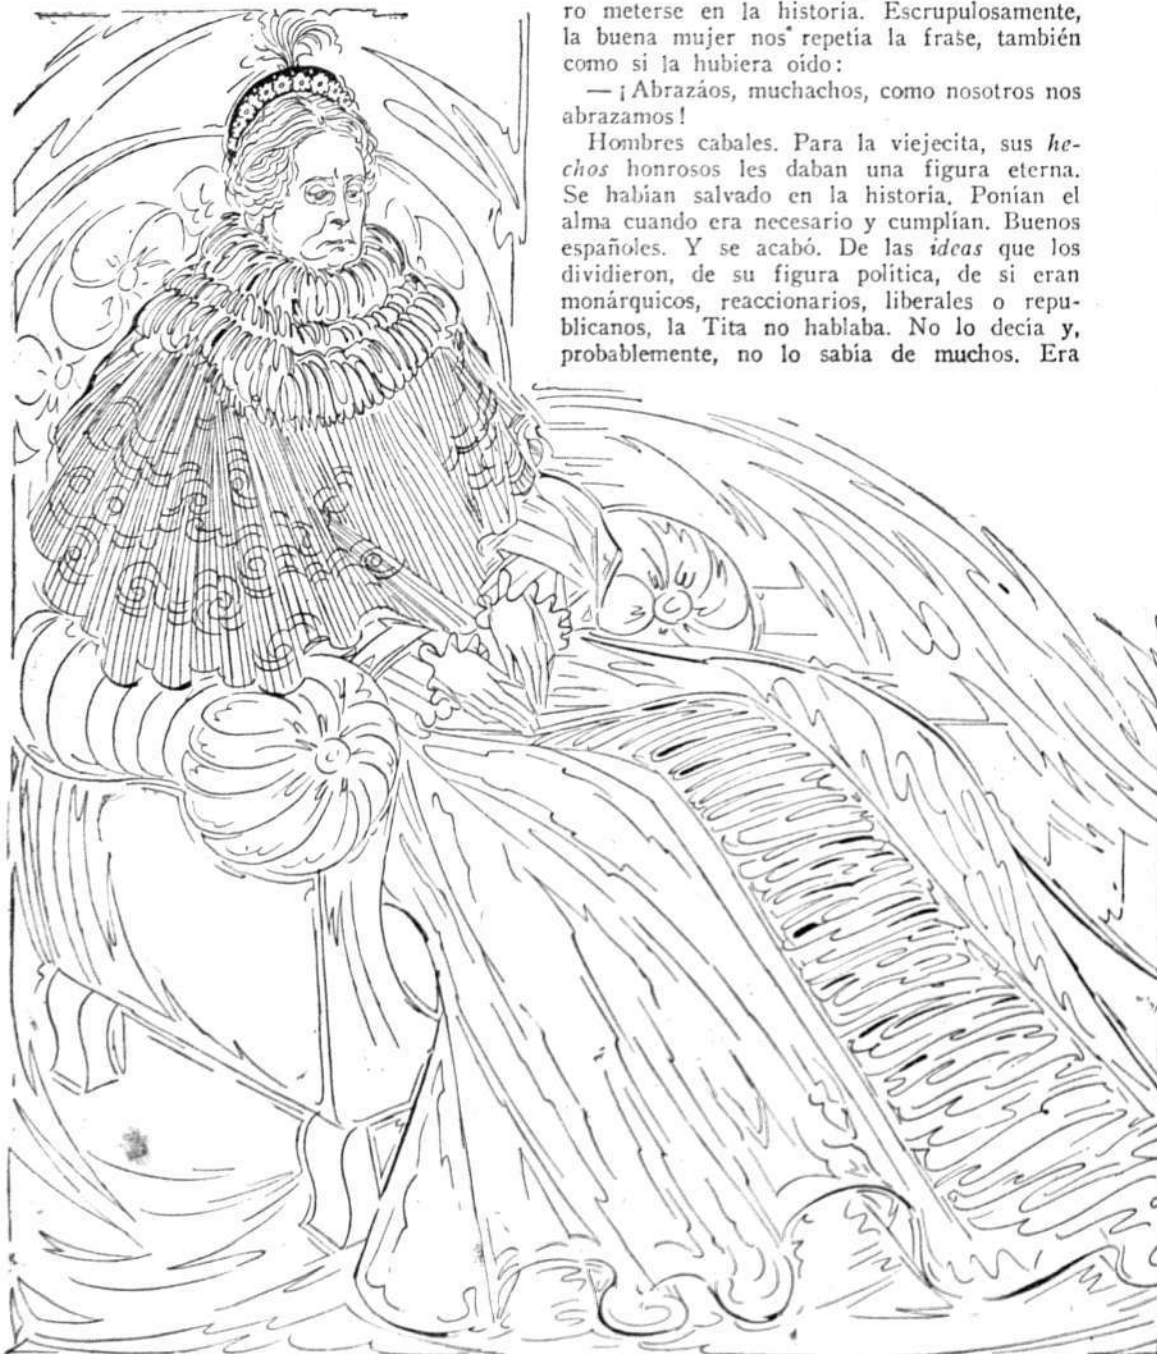 ro meterse en la historia. Escrupulosamente,
la buena mujer nos repetía la frase, también
como si la hubiera oído:
— ¡Abrazáos, muchachos, como nosotros nos
abrazamos!
Hombres cabales. Para la viejecita, sus he-
chos honrosos les daban una figura eterna.
Se habían salvado en la historia. Ponían el
alma cuando era necesario y cumplían. Buenos
españoles. Y se acabó. De las ideas que los
dividieron, de su figura política, de si eran
monárquicos, reaccionarios, liberales o repu-
blicanos, la Tita no hablaba. No lo decía y,
probablemente, no lo sabía de muchos. Era